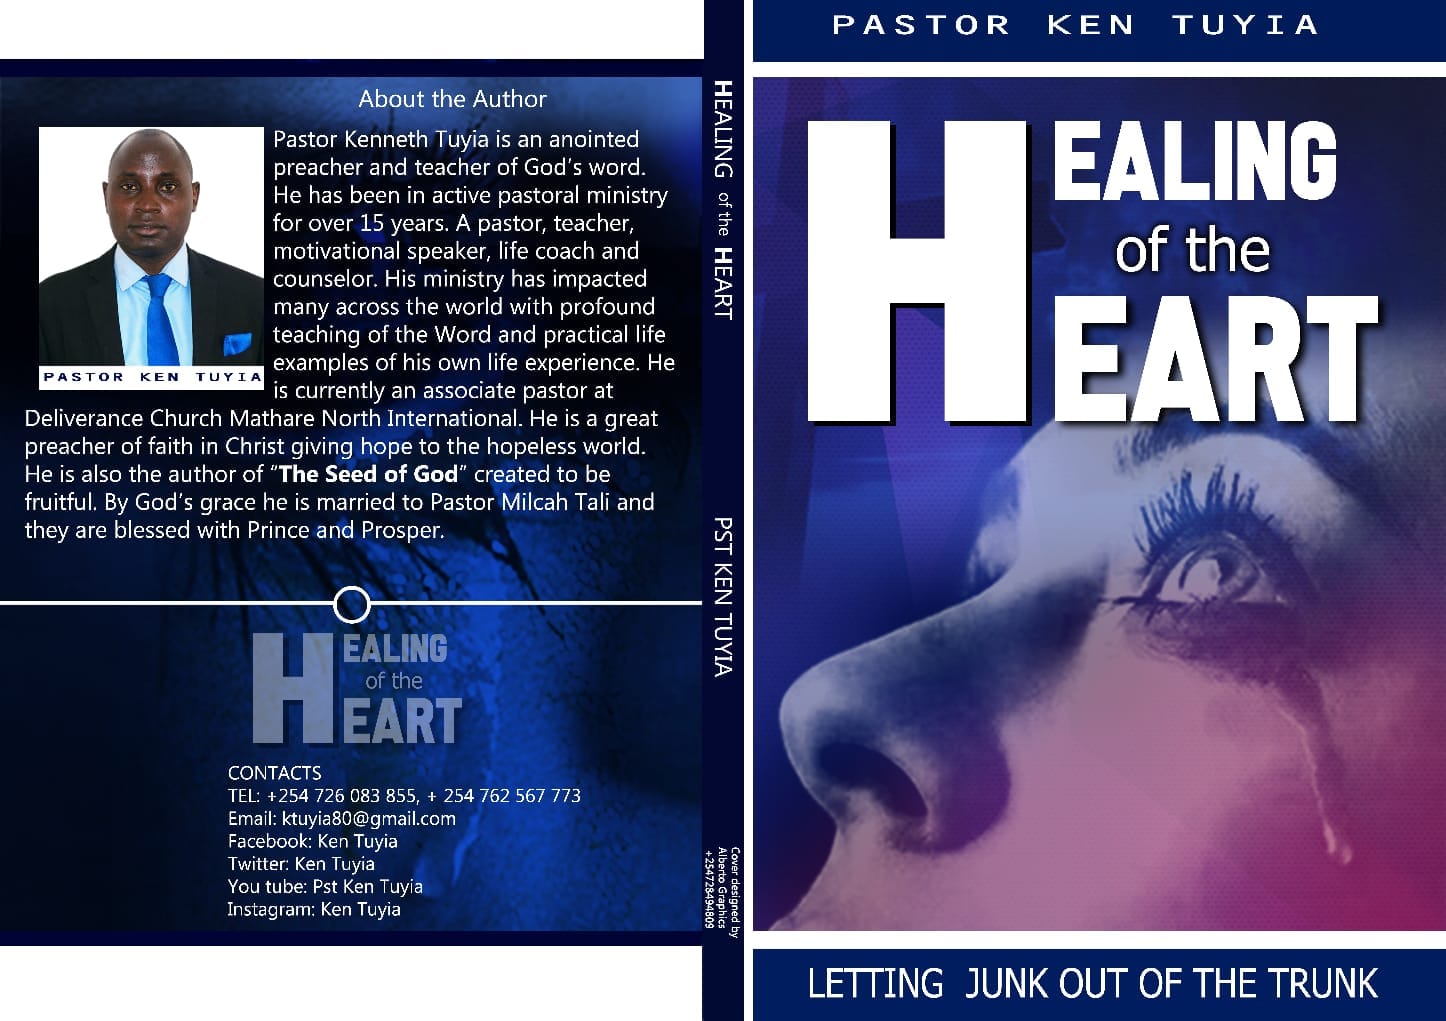 About the Author
Pastor Kenneth Tuyia is an anointed
preacher and teacher of God's word.
He has been in active pastoral ministry
for over 15 years. A pastor, teacher,
motivational speaker, life coach and
counselor. His ministry has impacted
many across the world with profound
teaching of the Word and practical life
examples of his own life experience. He
is currently an associate pastor at
Deliverance Church Mathare North International. He is a great
preacher of faith in Christ giving hope to the hopeless world.
He is also the author of “The Seed of God” created to be
fruitful. By God's grace he is married to Pastor Milcah Tali and
they are blessed with Prince and Prosper.
PASTOR KEN TUYIA
HEALING
of the
HEART
CONTACTS
TEL: +254 726 083 855, + 254 762 567 773
Email: ktuyia80@gmail.com
Facebook: Ken Tuyia
Twitter: Ken Tuyia
You tube: Pst Ken Tuyia
Instagram: Ken Tuyia
HEALING of the HEART
PST KEN TUYIA
Cover designed by
Alberto Graphics
+254728494809
PASTOR KEN TUYIA
HEALING
of the
HEART
LETTING JUNK OUT OF THE TRUNK